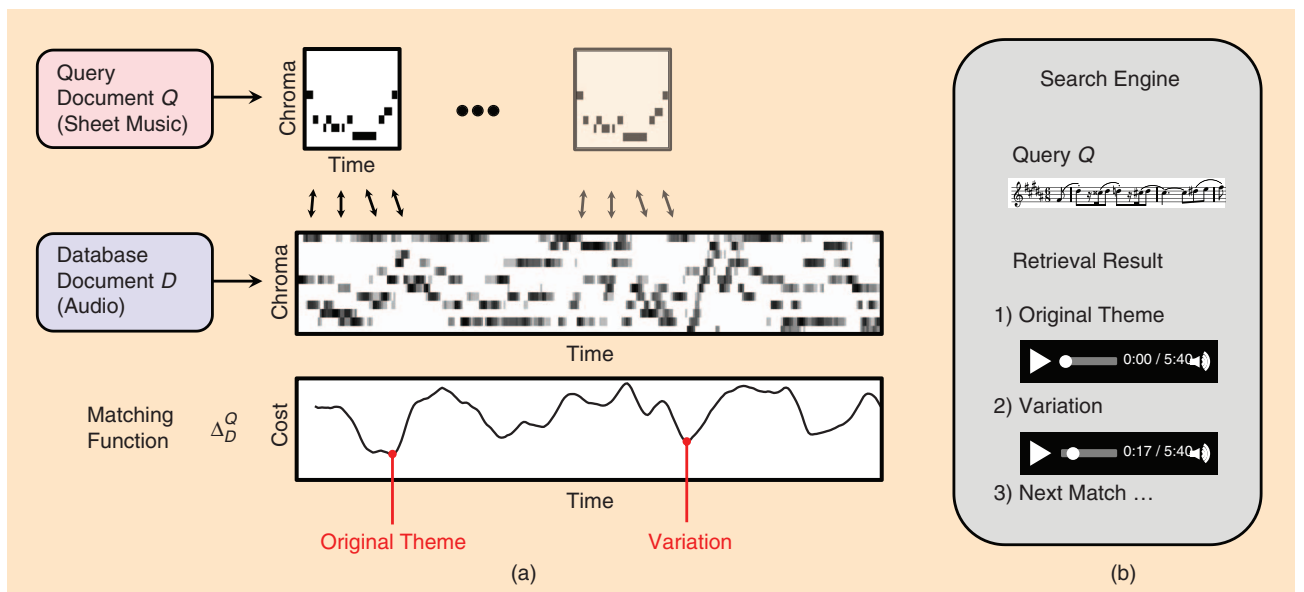 Query
Document Q
(Sheet Music)
Chroma
Time
Database
Document D
(Audio)
Chroma
Time
Matching
Function
Δ_D^Q
Cost
Time
Original Theme
Variation
(a)
Search Engine
Query Q
Retrieval Result
1) Original Theme
0:00 / 5:40
2) Variation
0:17 / 5:40
3) Next Match …
(b)